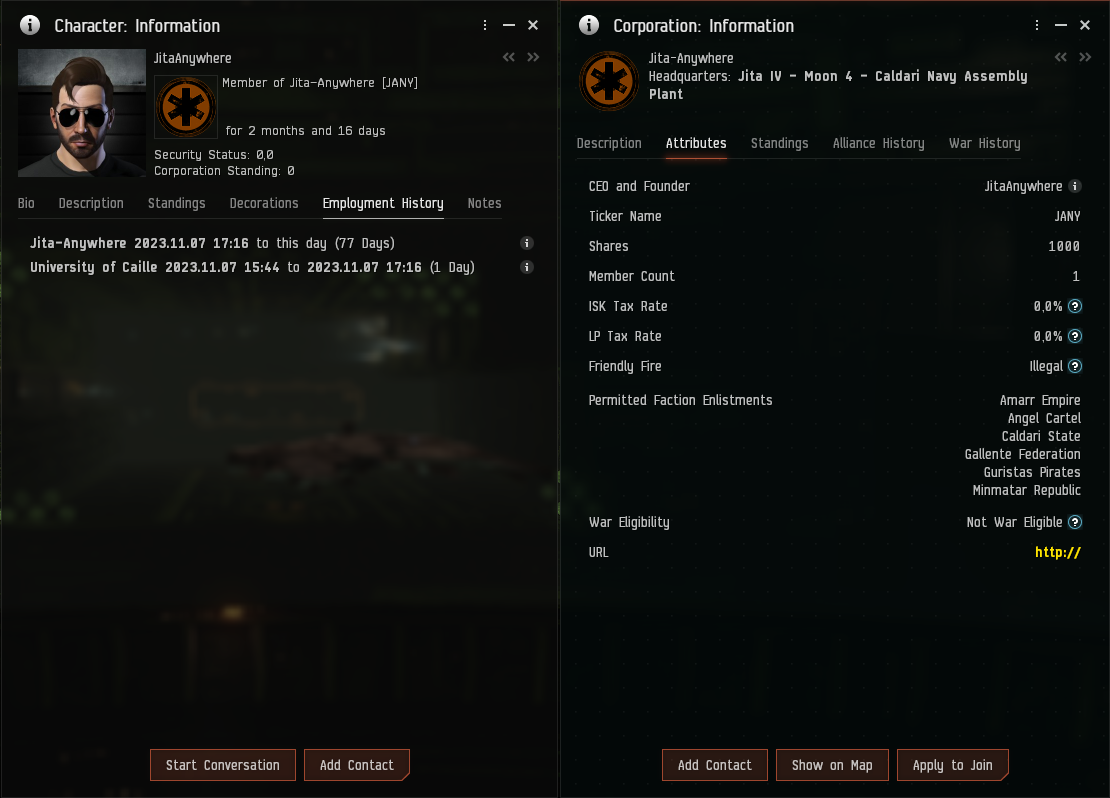 Character: Information
JitaAnywhere
Member of Jita-Anywhere [JANY]
for 2 months and 16 days
Security Status: 0,0
Corporation Standing: 0
Bio Description Standings Decorations Employment History Notes
Jita-Anywhere 2023.11.07 17:16 to this day (77 Days)
University of Caille 2023.11.07 15:44 to 2023.11.07 17:16 (1 Day)
Start Conversation Add Contact
Corporation: Information
Jita-Anywhere
Headquarters: Jita IV - Moon 4 - Caldari Navy Assembly
Plant
Description Attributes Standings Alliance History War History
CEO and Founder JitaAnywhere
Ticker Name JANY
Shares 1000
Member Count 1
ISK Tax Rate 0,0%
LP Tax Rate 0,0%
Friendly Fire Illegal
Permitted Faction Enlistments Amarr Empire
Angel Cartel
Caldari State
Gallente Federation
Guristas Pirates
Minmatar Republic
War Eligibility Not War Eligible
URL http://
Add Contact Show on Map Apply to Join